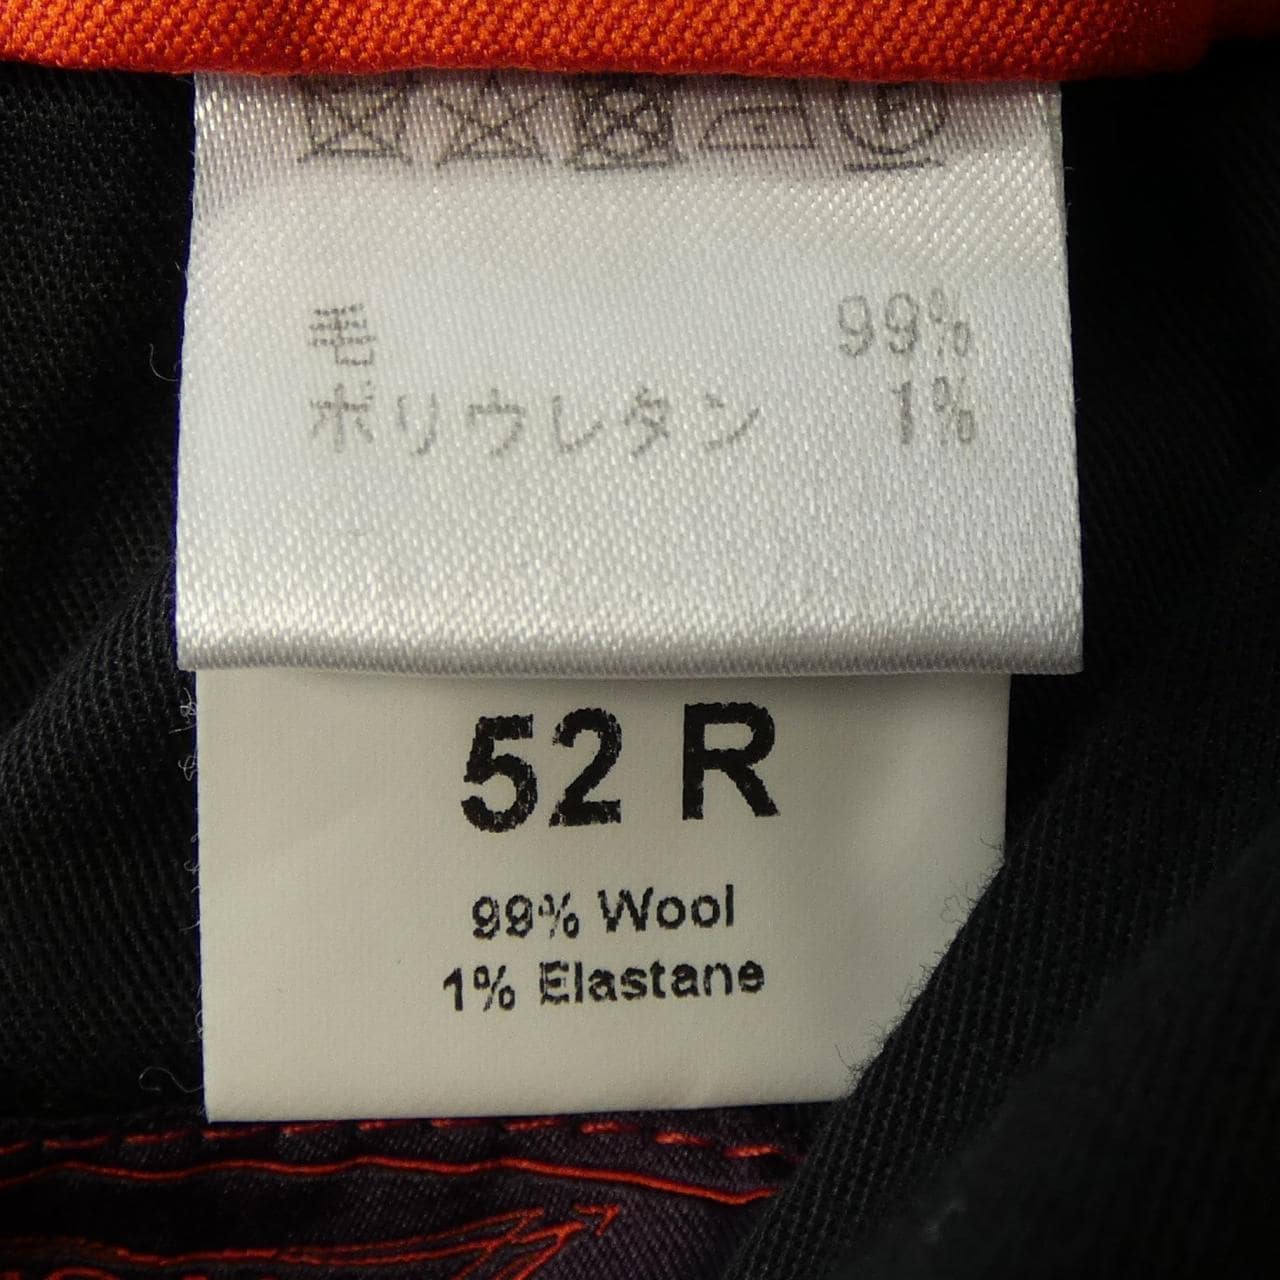 毛 99%
ポリウレタン 1%
52 R
99% Wool
1% Elastane